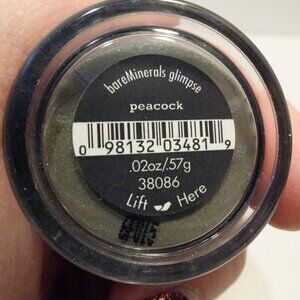 bareMinerals glimpse
peacock
0 98132 03481 9
.02oz/.57g
38086
Lift Here